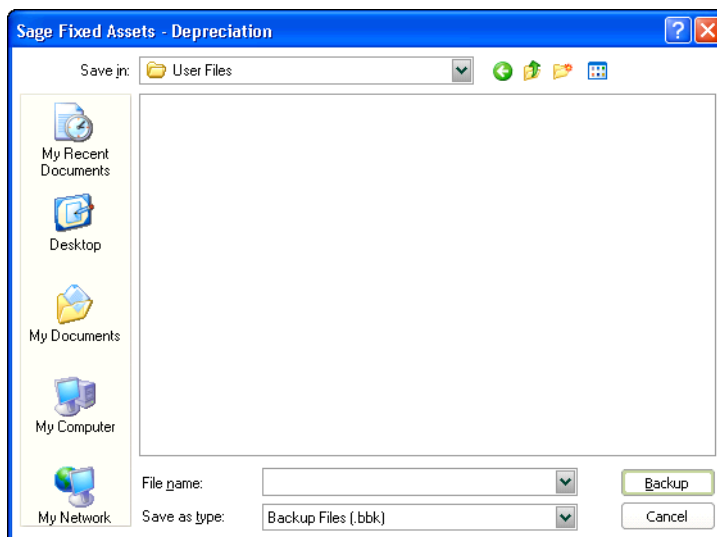 Sage Fixed Assets - Depreciation
Save in:
User Files
My Recent
Documents
Desktop
My Documents
My Computer
My Network
File name:
Backup
Save as type:
Backup Files (.bbk)
Cancel